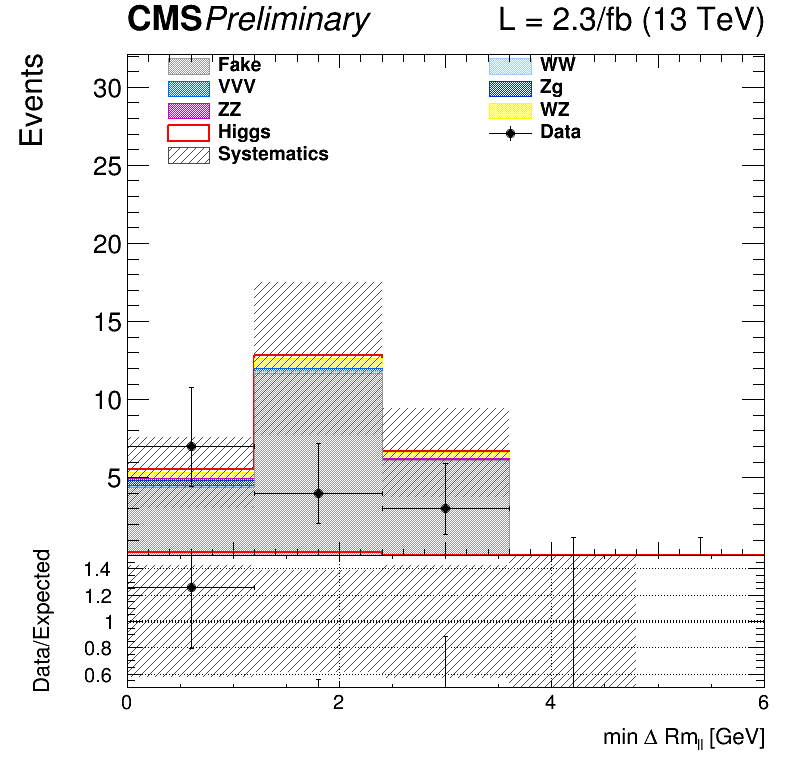 CMS Preliminary L = 2.3/fb (13 TeV)
Events
30
25
20
15
10
5
Fake WW
VVV Zg
ZZ WZ
Higgs Data
Systematics
Data/Expected
1.4
1.2
1
0.8
0.6
0 2 4 6
min Δ Rm_ll [GeV]